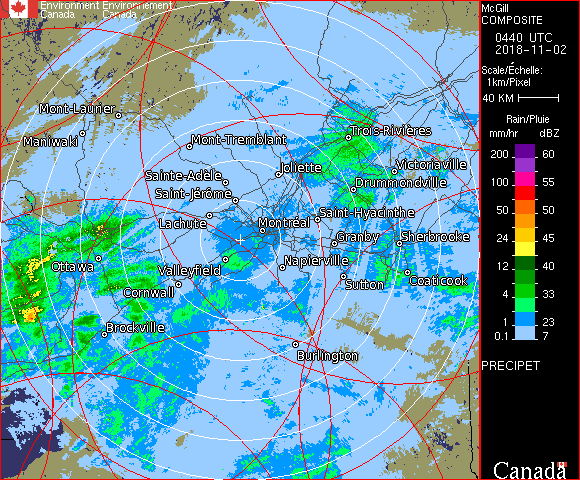 Environment Environnement
Canada Canada
McGill
COMPOSITE
0440 UTC
2018-11-02
Scale/Échelle:
1km/Pixel
40 KM
Rain/Pluie
mm/hr dBZ
200 60
100 55
50 50
24 45
12 40
4 33
1 23
0.1 7
PRECIPET
Canada
Mont-Laurier
Maniwaki
Mont-Tremblant
Trois-Rivières
Joliette
Victoriaville
Sainte-Adèle
Drummondville
Saint-Jérôme
Lachute
Montréal
Saint-Hyacinthe
Granby
Sherbrooke
Ottawa
Valleyfield
Napierville
Sutton
Coaticook
Cornwall
Brockville
Burlington